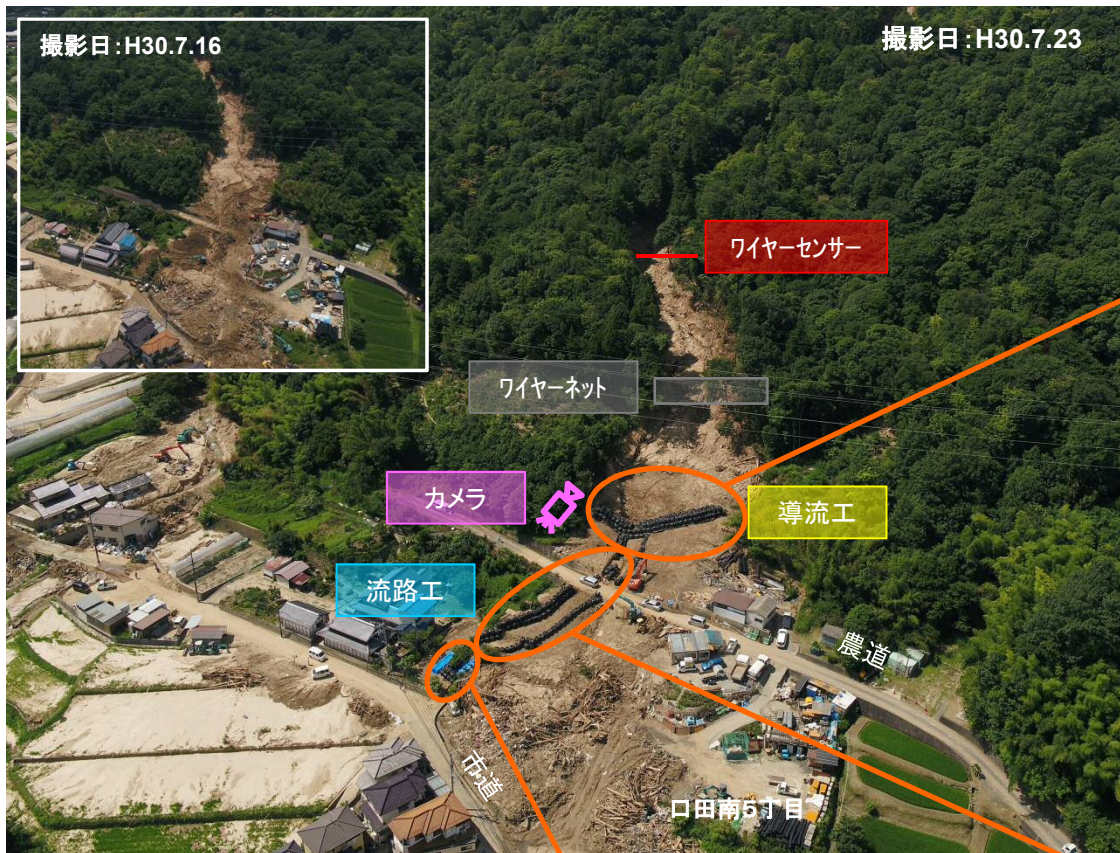 撮影日:H30.7.16
撮影日:H30.7.23
ワイヤーセンサー
ワイヤーネット
カメラ
導流工
流路工
農道
市道
口田南5丁目